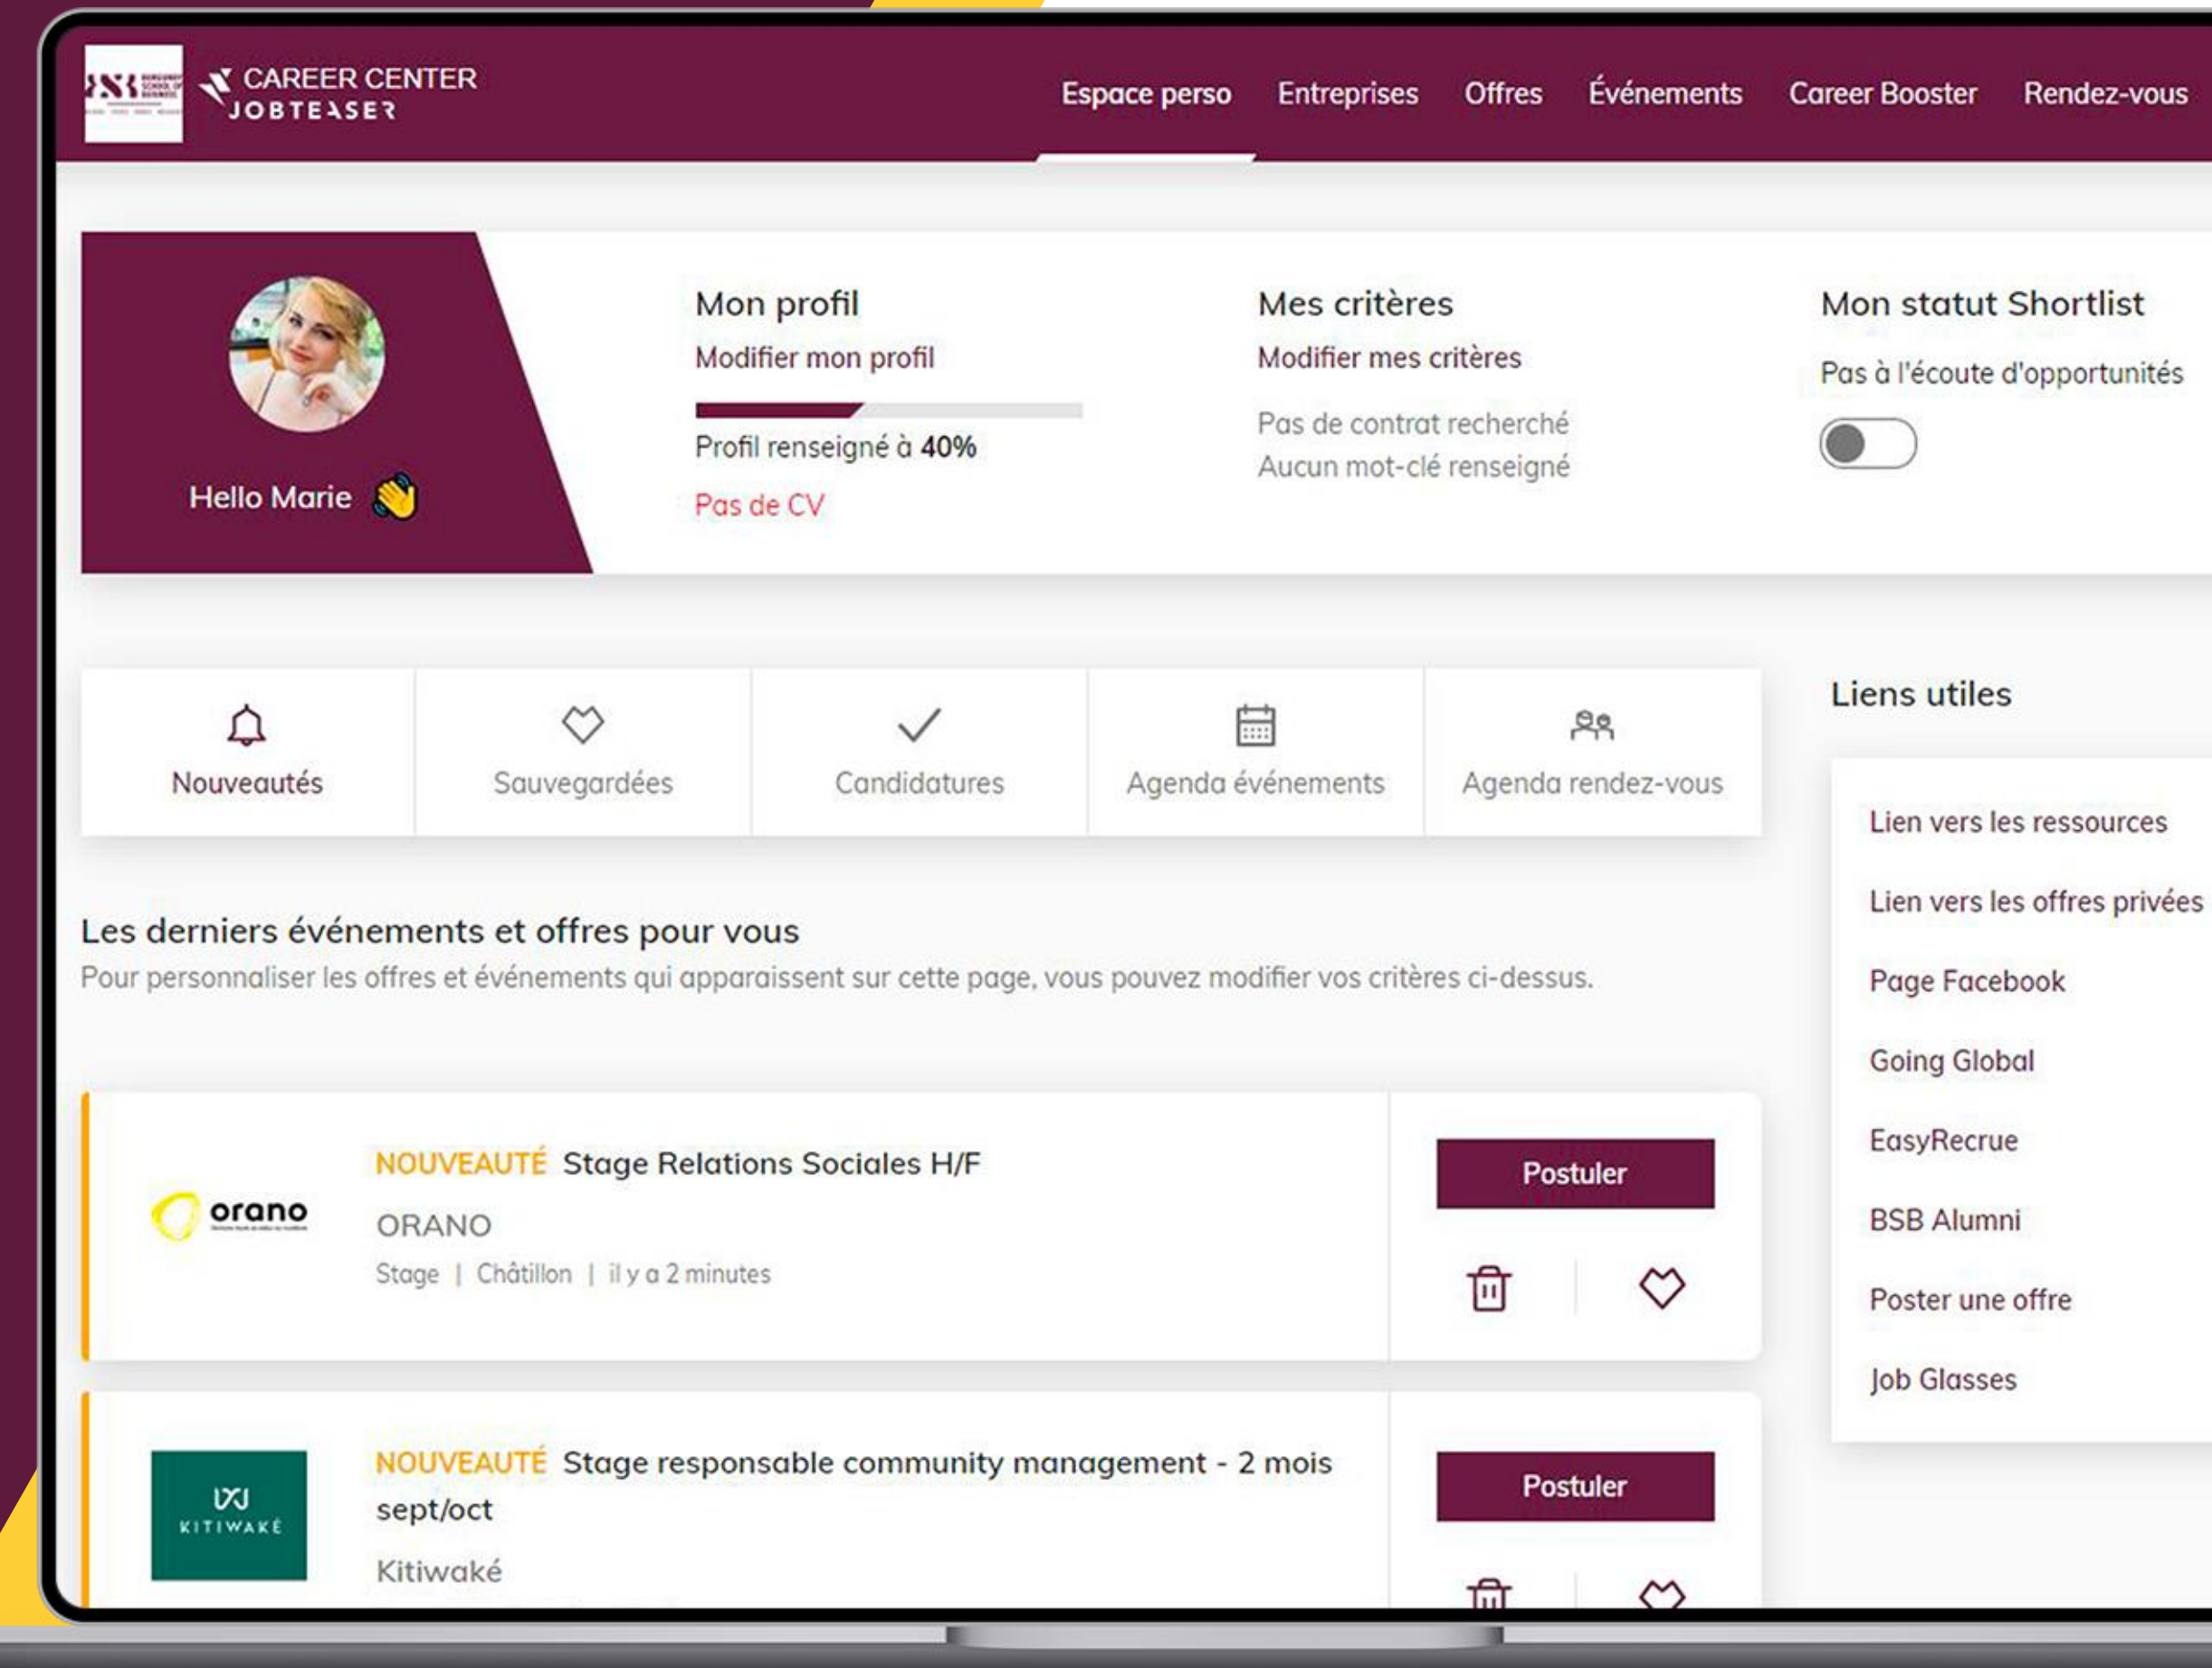 BSB BURGUNDY
SCHOOL OF
BUSINESS
CAREER CENTER
JOBTEASER
Espace perso
Entreprises
Offres
Événements
Career Booster
Rendez-vous
Hello Marie 👋
Mon profil
Modifier mon profil
Profil renseigné à 40%
Pas de CV
Mes critères
Modifier mes critères
Pas de contrat recherché
Aucun mot-clé renseigné
Mon statut Shortlist
Pas à l'écoute d'opportunités
Nouveautés
Sauvegardées
Candidatures
Agenda événements
Agenda rendez-vous
Les derniers événements et offres pour vous
Pour personnaliser les offres et événements qui apparaissent sur cette page, vous pouvez modifier vos critères ci-dessus.
orano
NOUVEAUTÉ Stage Relations Sociales H/F
ORANO
Stage | Châtillon | il y a 2 minutes
Postuler
KITIWAKÉ
NOUVEAUTÉ Stage responsable community management - 2 mois
sept/oct
Kitiwaké
Postuler
Liens utiles
Lien vers les ressources
Lien vers les offres privées
Page Facebook
Going Global
EasyRecrue
BSB Alumni
Poster une offre
Job Glasses